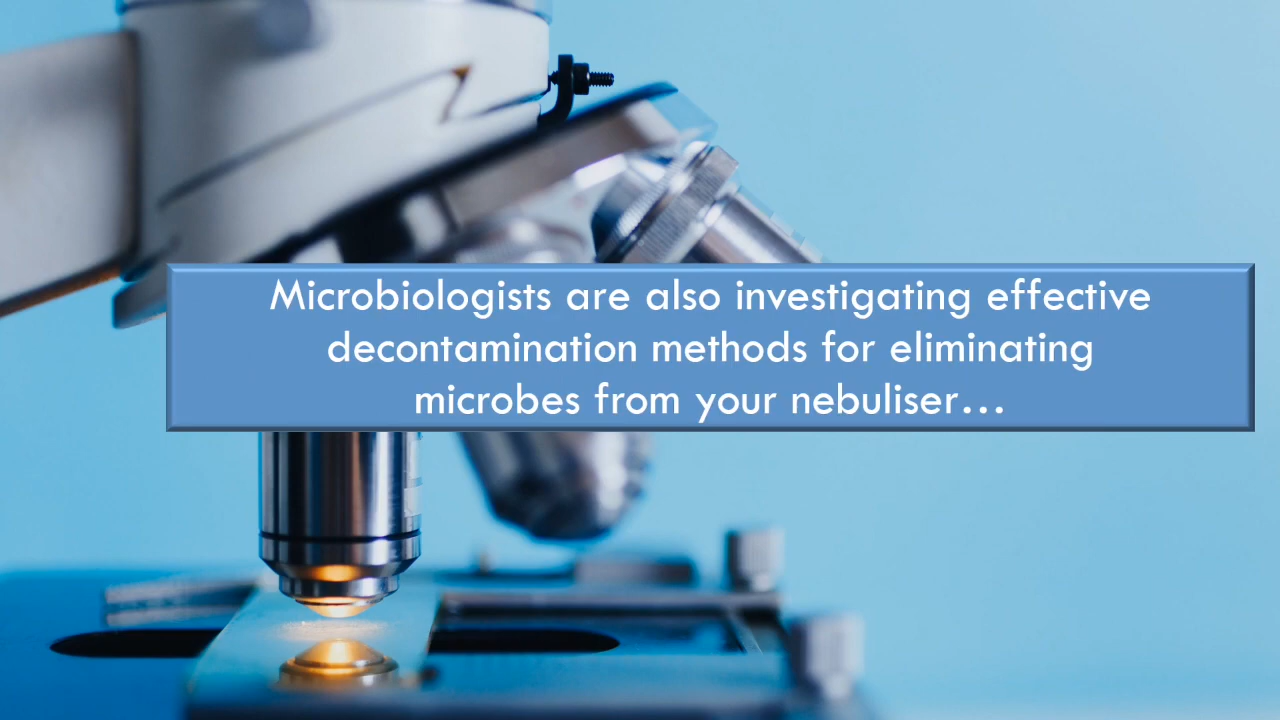 Microbiologists are also investigating effective
decontamination methods for eliminating
microbes from your nebuliser…